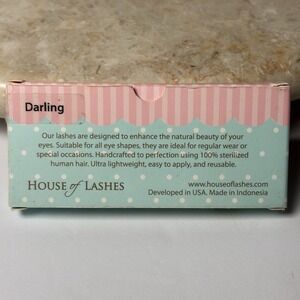 Darling
Our lashes are designed to enhance the natural beauty of your
eyes. Suitable for all eye shapes, they are ideal for regular wear or
special occasions. Handcrafted to perfection using 100% sterilized
human hair. Ultra lightweight, easy to apply, and reusable.
HOUSE of LASHES
www.houseoflashes.com
Developed in USA, Made in Indonesia